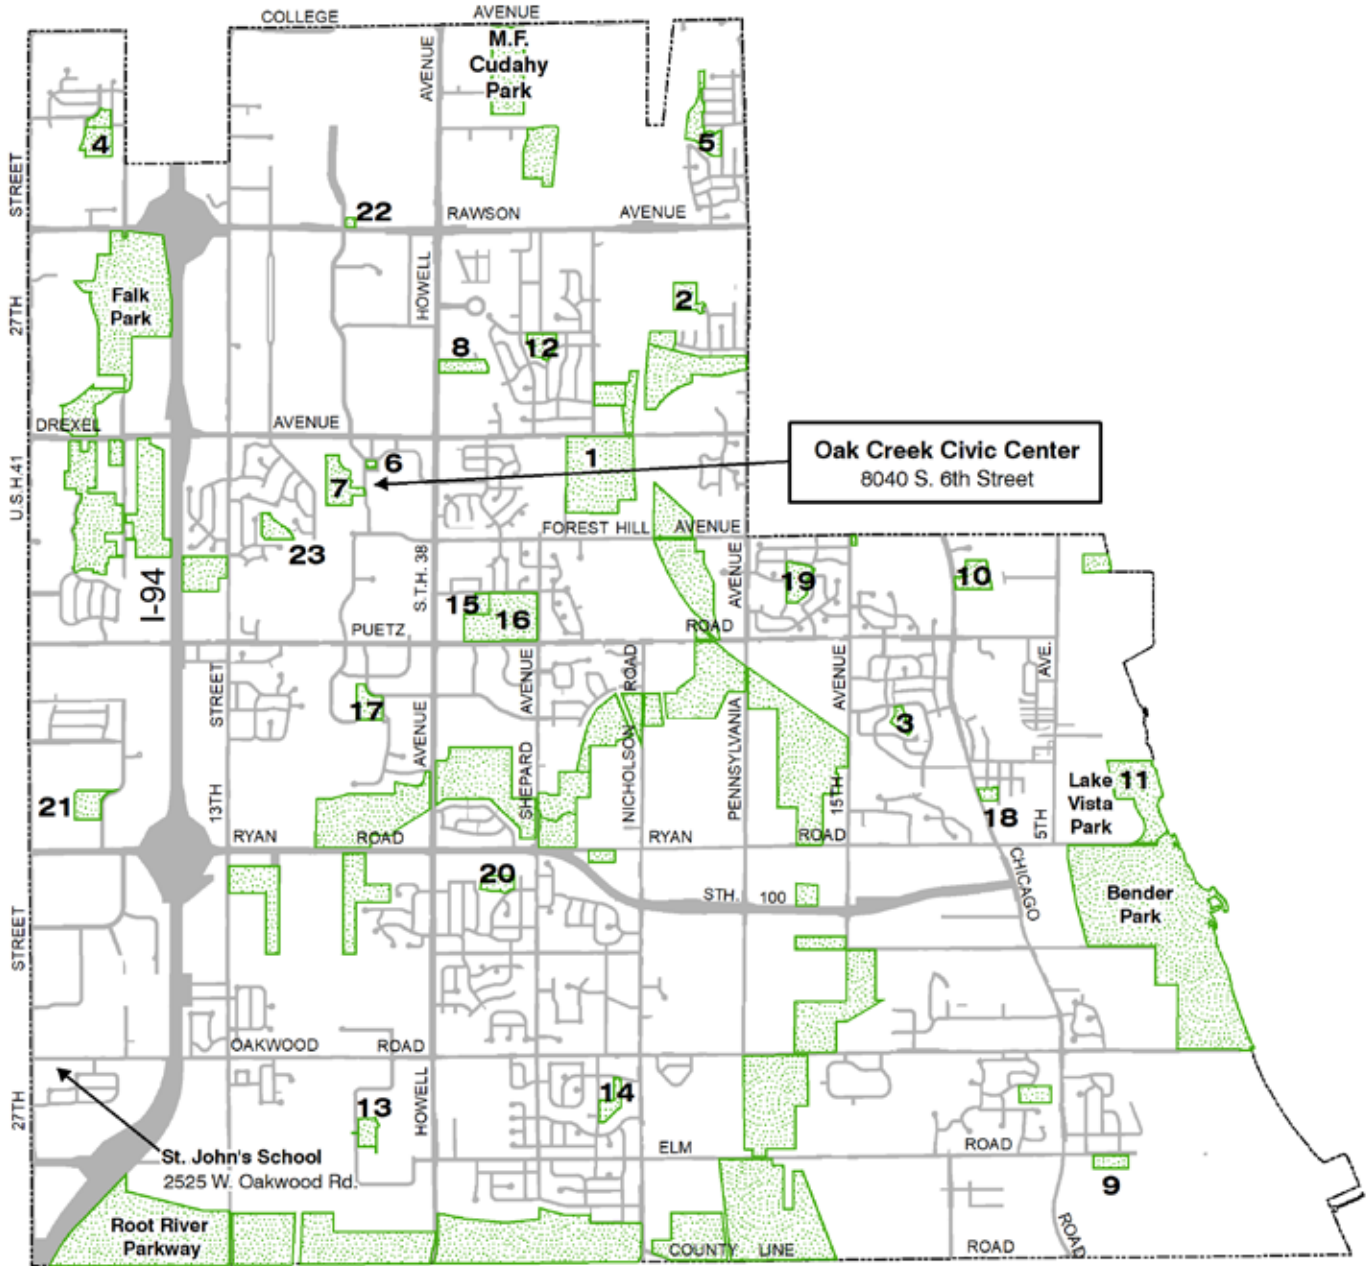 COLLEGE
AVENUE
M.F.
Cudahy
Park
AVENUE
4
5
STREET
22
RAWSON
AVENUE
Falk
Park
27TH
HOWELL
2
8
12
DREXEL
AVENUE
U.S.H.41
6
7
1
Oak Creek Civic Center
8040 S. 6th Street
FOREST HILL
AVENUE
23
I-94
S.T.H. 38
15
16
AVENUE
19
10
PUETZ
ROAD
STREET
AVENUE
ROAD
AVENUE
AVE.
17
AVENUE
3
13TH
SHEPARD
NICHOLSON
PENNSYLVANIA
15TH
21
Lake
Vista
Park
11
18
5TH
RYAN
ROAD
RYAN
ROAD
20
CHICAGO
STH.
100
Bender
Park
STREET
OAKWOOD
ROAD
27TH
HOWELL
14
13
St. John's School
2525 W. Oakwood Rd.
ELM
ROAD
9
Root River
Parkway
COUNTY
LINE
ROAD
ROAD